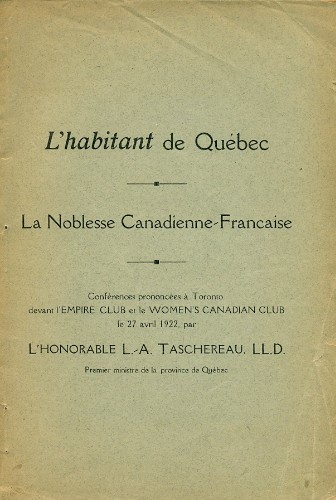 L'habitant de Québec
La Noblesse Canadienne-Francaise
Conférences prononcées à Toronto
devant l'EMPIRE CLUB et le WOMEN'S CANADIAN CLUB
le 27 avril 1922, par
L'HONORABLE L.-A. TASCHEREAU, LL.D.
Premier ministre de la province de Québec